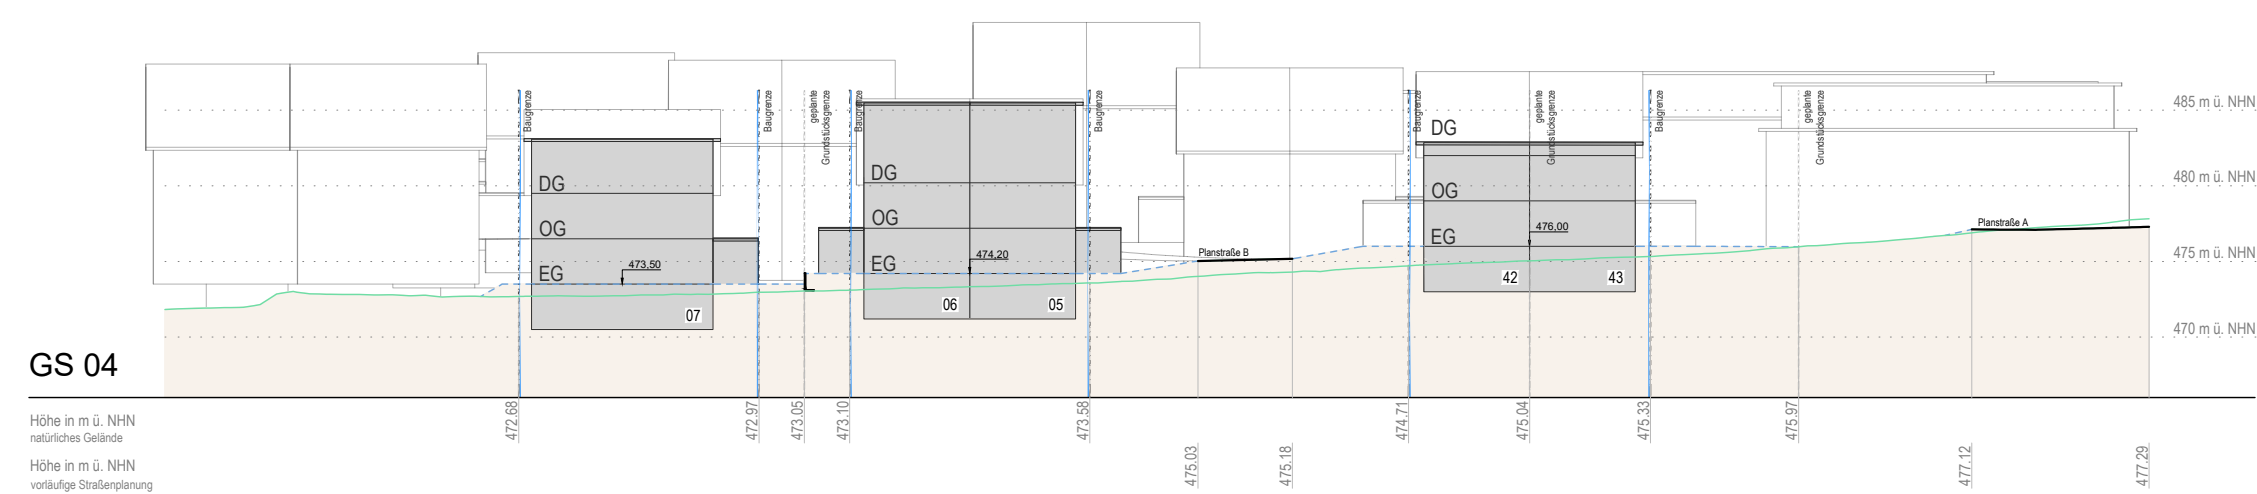 Baugrenze
Baugrenze
geplante
Grundstücksgrenze
Baugrenze
Baugrenze
Baugrenze
geplante
Grundstücksgrenze
Baugrenze
geplante
Grundstücksgrenze
485 m ü. NHN
480 m ü. NHN
475 m ü. NHN
470 m ü. NHN
DG
OG
EG
473,50
07
DG
OG
EG
474,20
06
05
Planstraße B
DG
OG
EG
476,00
42
43
Planstraße A
GS 04
Höhe in m ü. NHN
natürliches Gelände
472.68
472.97
473.05
473.10
473.58
474.71
475.04
475.33
475.97
Höhe in m ü. NHN
vorläufige Straßenplanung
475.03
475.18
477.12
477.29